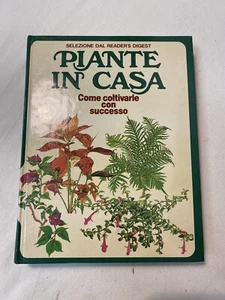 SELEZIONE DAL READER'S DIGEST
PIANTE
IN CASA
Come coltivarle
con
successo